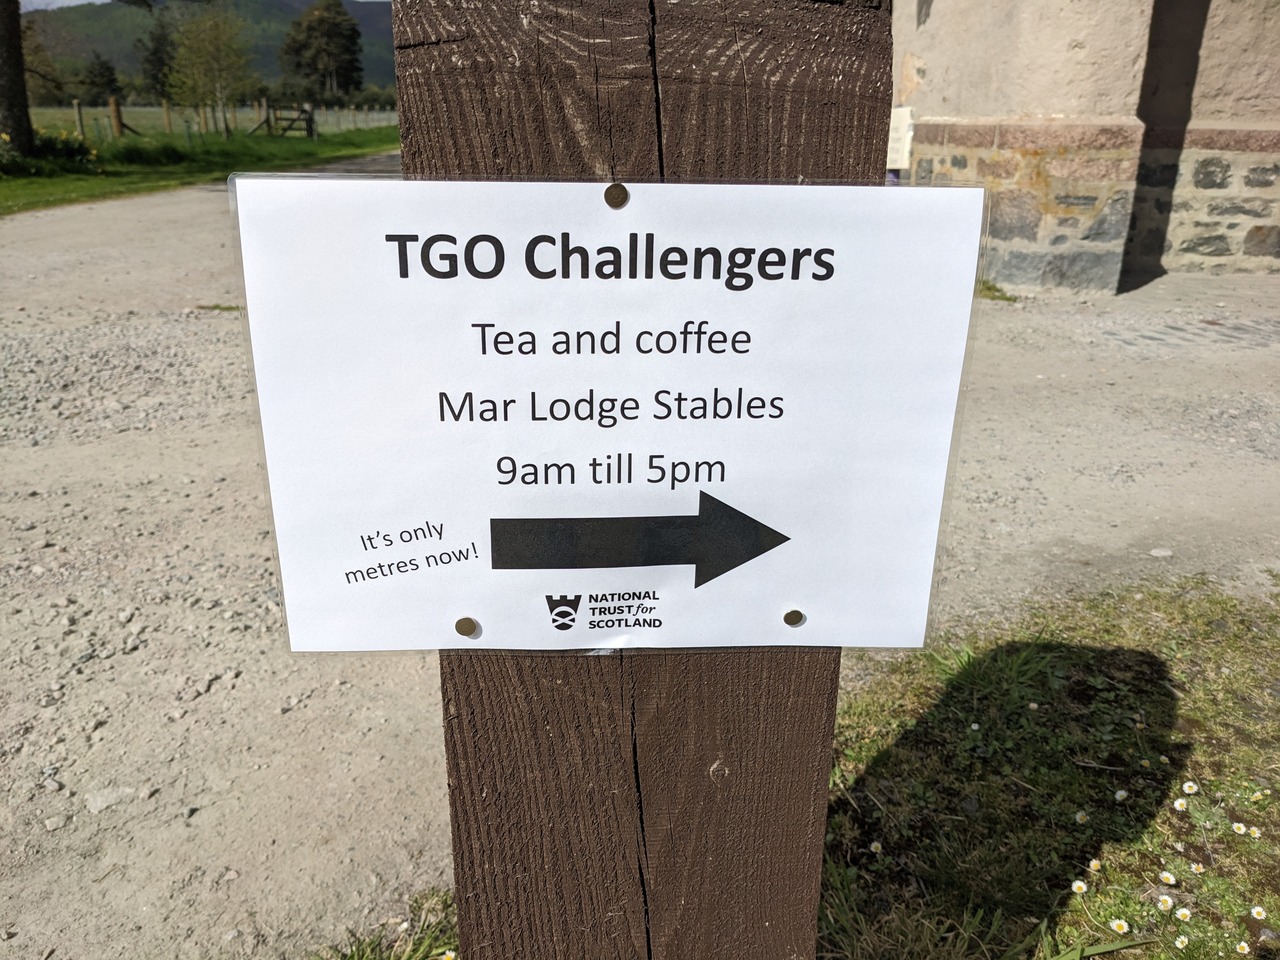 TGO Challengers
Tea and coffee
Mar Lodge Stables
9am till 5pm
It's only
metres now!
NATIONAL
TRUST for
SCOTLAND